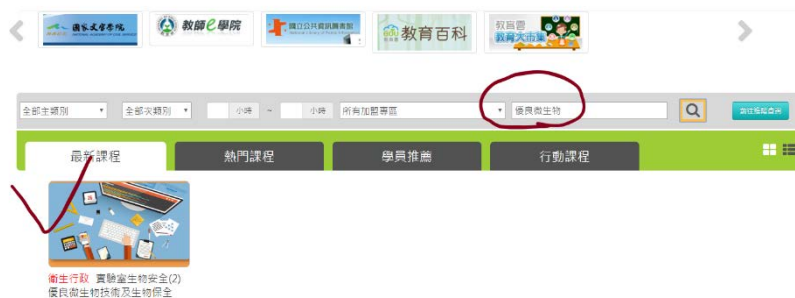 國家文官學院
教師e學院
國立公共資訊圖書館
教育百科
教育雲
教育大市集
全部主類別
全部次類別
小時 ~ 小時
所有加盟專區
優良微生物
最新課程
熱門課程
學員推薦
行動課程
衛生行政 實驗室生物安全(2)
優良微生物技術及生物保全